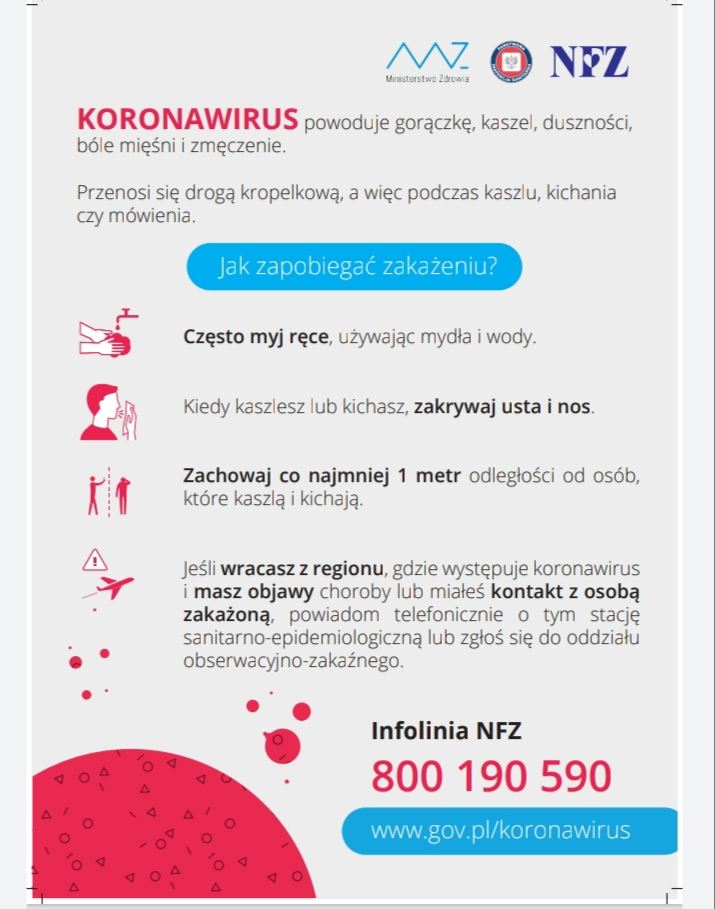 Ministerstwo Zdrowia
NFZ
KORONAWIRUS powoduje gorączkę, kaszel, duszności,
bóle mięśni i zmęczenie.
Przenosi się drogą kropelkową, a więc podczas kaszlu, kichania
czy mówienia.
Jak zapobiegać zakażeniu?
Często myj ręce, używając mydła i wody.
Kiedy kaszlesz lub kichasz, zakrywaj usta i nos.
Zachowaj co najmniej 1 metr odległości od osób,
które kaszlą i kichają.
Jeśli wracasz z regionu, gdzie występuje koronawirus
i masz objawy choroby lub miałeś kontakt z osobą
zakażoną, powiadom telefonicznie o tym stację
sanitarno-epidemiologiczną lub zgłoś się do oddziału
obserwacyjno-zakaźnego.
Infolinia NFZ
800 190 590
www.gov.pl/koronawirus